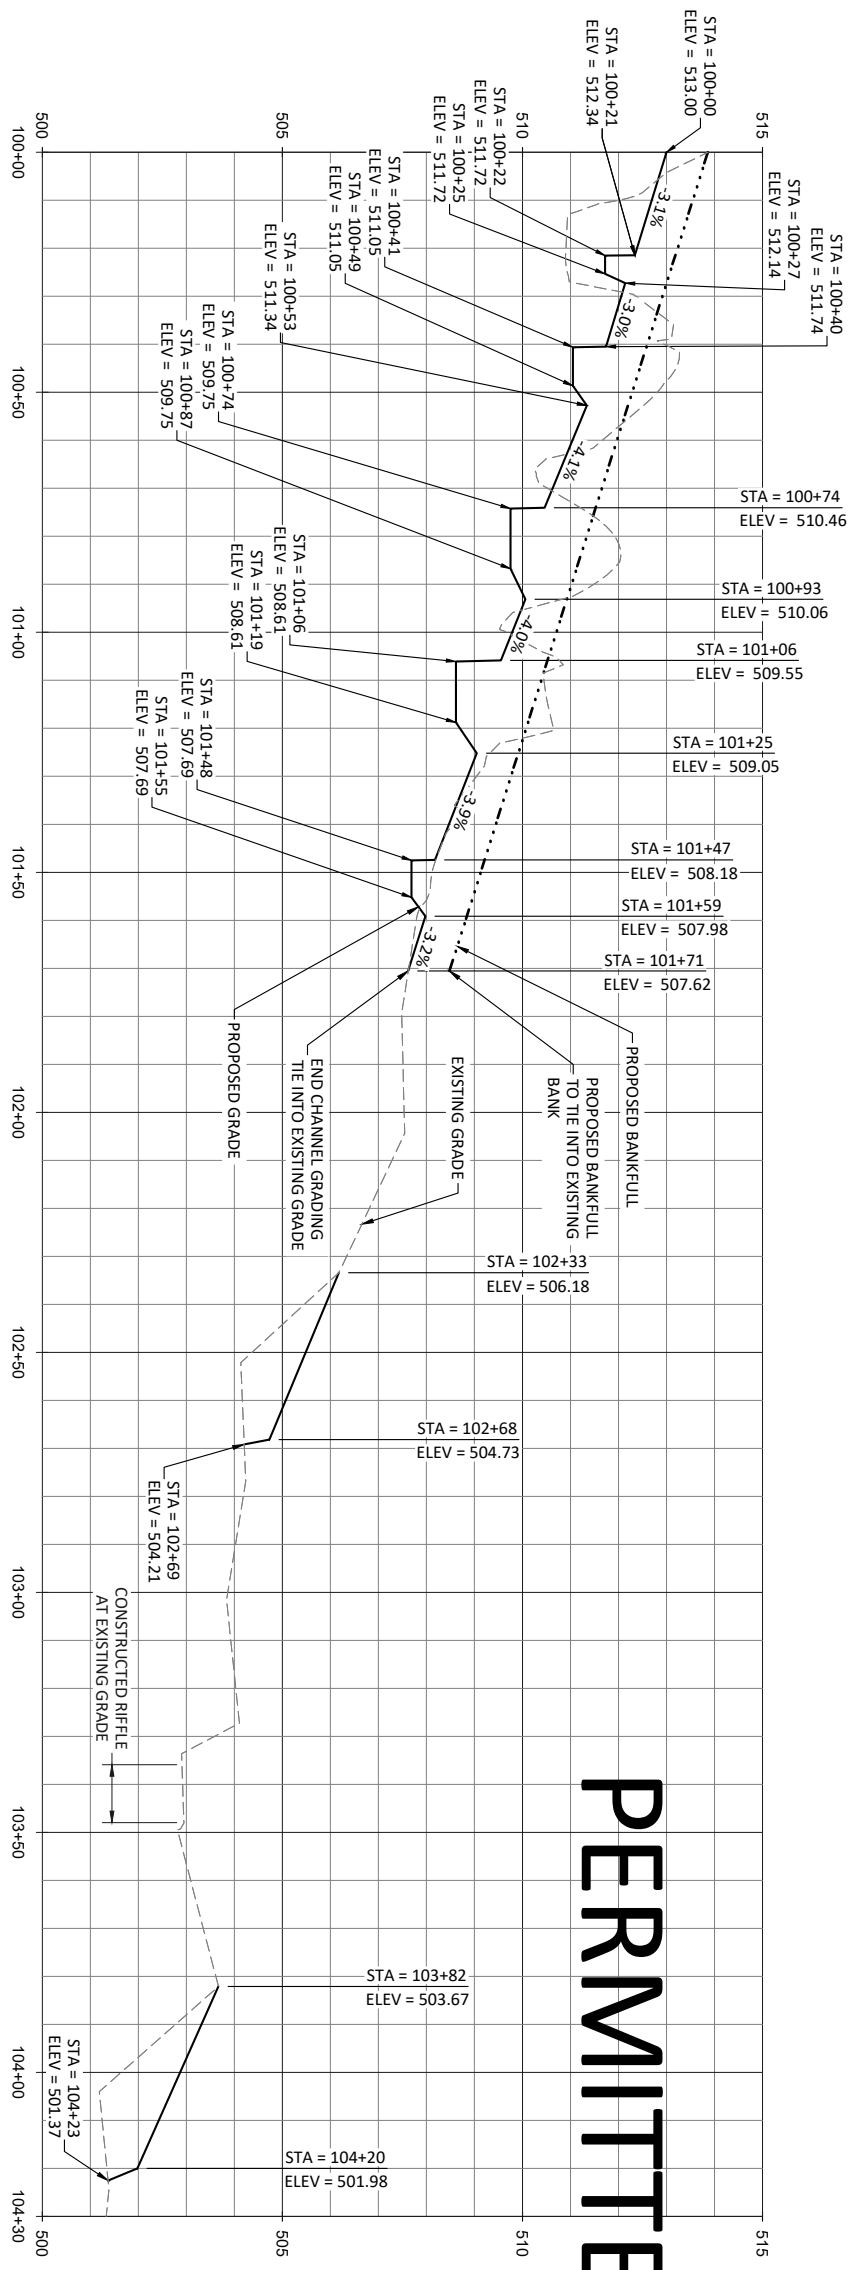 STA = 100+00
ELEV = 513.00
STA = 100+21
ELEV = 512.34
STA = 100+22
ELEV = 511.72
STA = 100+25
ELEV = 511.72
STA = 100+27
ELEV = 512.14
STA = 100+40
ELEV = 511.74
STA = 100+41
ELEV = 511.05
STA = 100+49
ELEV = 511.05
STA = 100+53
ELEV = 511.34
STA = 100+74
ELEV = 509.75
STA = 100+87
ELEV = 509.75
STA = 100+74
ELEV = 510.46
STA = 100+93
ELEV = 510.06
STA = 101+06
ELEV = 509.55
STA = 101+06
ELEV = 508.61
STA = 101+19
ELEV = 508.61
STA = 101+25
ELEV = 509.05
STA = 101+47
ELEV = 508.18
STA = 101+48
ELEV = 507.69
STA = 101+55
ELEV = 507.69
STA = 101+59
ELEV = 507.98
STA = 101+71
ELEV = 507.62
-3.1%
-3.0%
-4.1%
-4.0%
-3.9%
-3.2%
PROPOSED BANKFULL
PROPOSED BANKFULL
TO TIE INTO EXISTING
BANK
EXISTING GRADE
END CHANNEL GRADING
TIE INTO EXISTING GRADE
PROPOSED GRADE
STA = 102+33
ELEV = 506.18
STA = 102+68
ELEV = 504.73
STA = 102+69
ELEV = 504.21
CONSTRUCTED RIFFLE
AT EXISTING GRADE
STA = 103+82
ELEV = 503.67
STA = 104+20
ELEV = 501.98
STA = 104+23
ELEV = 501.37
PERMITTE
515
510
505
500
515
510
505
500
100+00
100+50
101+00
101+50
102+00
102+50
103+00
103+50
104+00
104+30